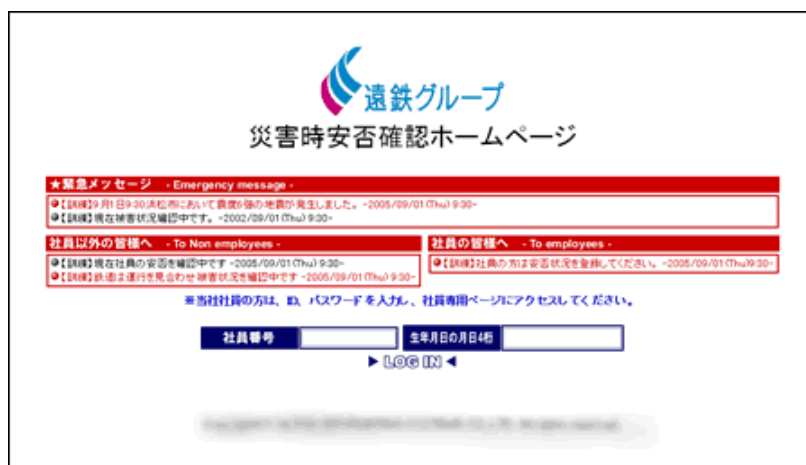 遠鉄グループ
災害時安否確認ホームページ
★緊急メッセージ - Emergency message -
【訓練】9月1日9:30浜松市において震度6強の地震が発生しました。-2005/09/01(Thu) 9:30-
【訓練】現在被害状況確認中です。-2002/09/01(Thu) 9:30-
社員以外の皆様へ - To Non employees -
【訓練】現在社員の安否を確認中です -2005/09/01(Thu) 9:30-
【訓練】鉄道は運行を見合わせ被害状況を確認中です -2005/09/01(Thu) 9:30-
社員の皆様へ - To employees -
【訓練】社員の方は安否状況を登録してください。-2005/09/01(Thu)9:30-
※当社社員の方は、ID、パスワードを入力し、社員専用ページにアクセスしてください。
社員番号 生年月日の月日4桁
▶ LOG IN ◀